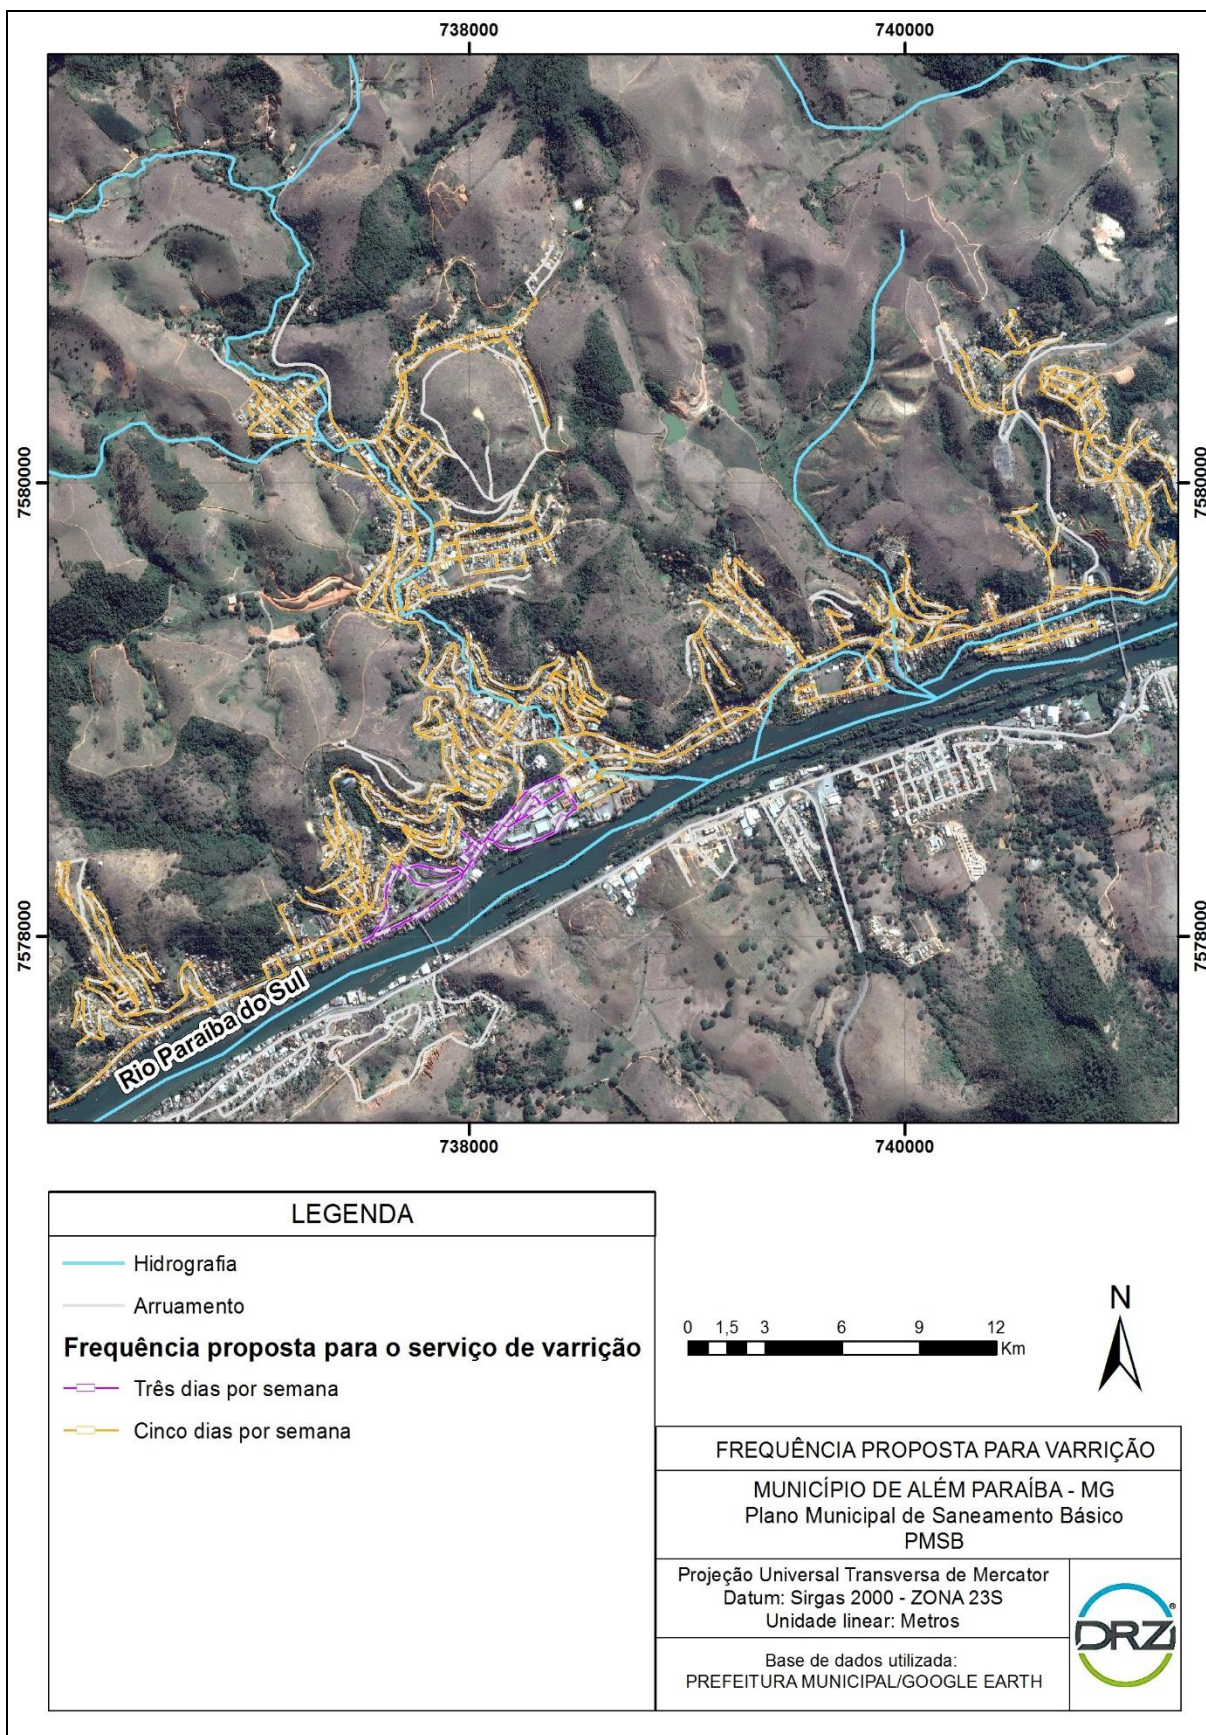 738000
740000
7580000
7580000
7578000
7578000
Rio Paraíba do Sul
738000
740000
LEGENDA
Hidrografia
Arruamento
Frequência proposta para o serviço de varrição
Três dias por semana
Cinco dias por semana
0 1,5 3 6 9 12
Km
N
FREQUÊNCIA PROPOSTA PARA VARRIÇÃO
MUNICÍPIO DE ALÉM PARAÍBA - MG
Plano Municipal de Saneamento Básico
PMSB
Projeção Universal Transversa de Mercator
Datum: Sirgas 2000 - ZONA 23S
Unidade linear: Metros
Base de dados utilizada:
PREFEITURA MUNICIPAL/GOOGLE EARTH
DRZ®